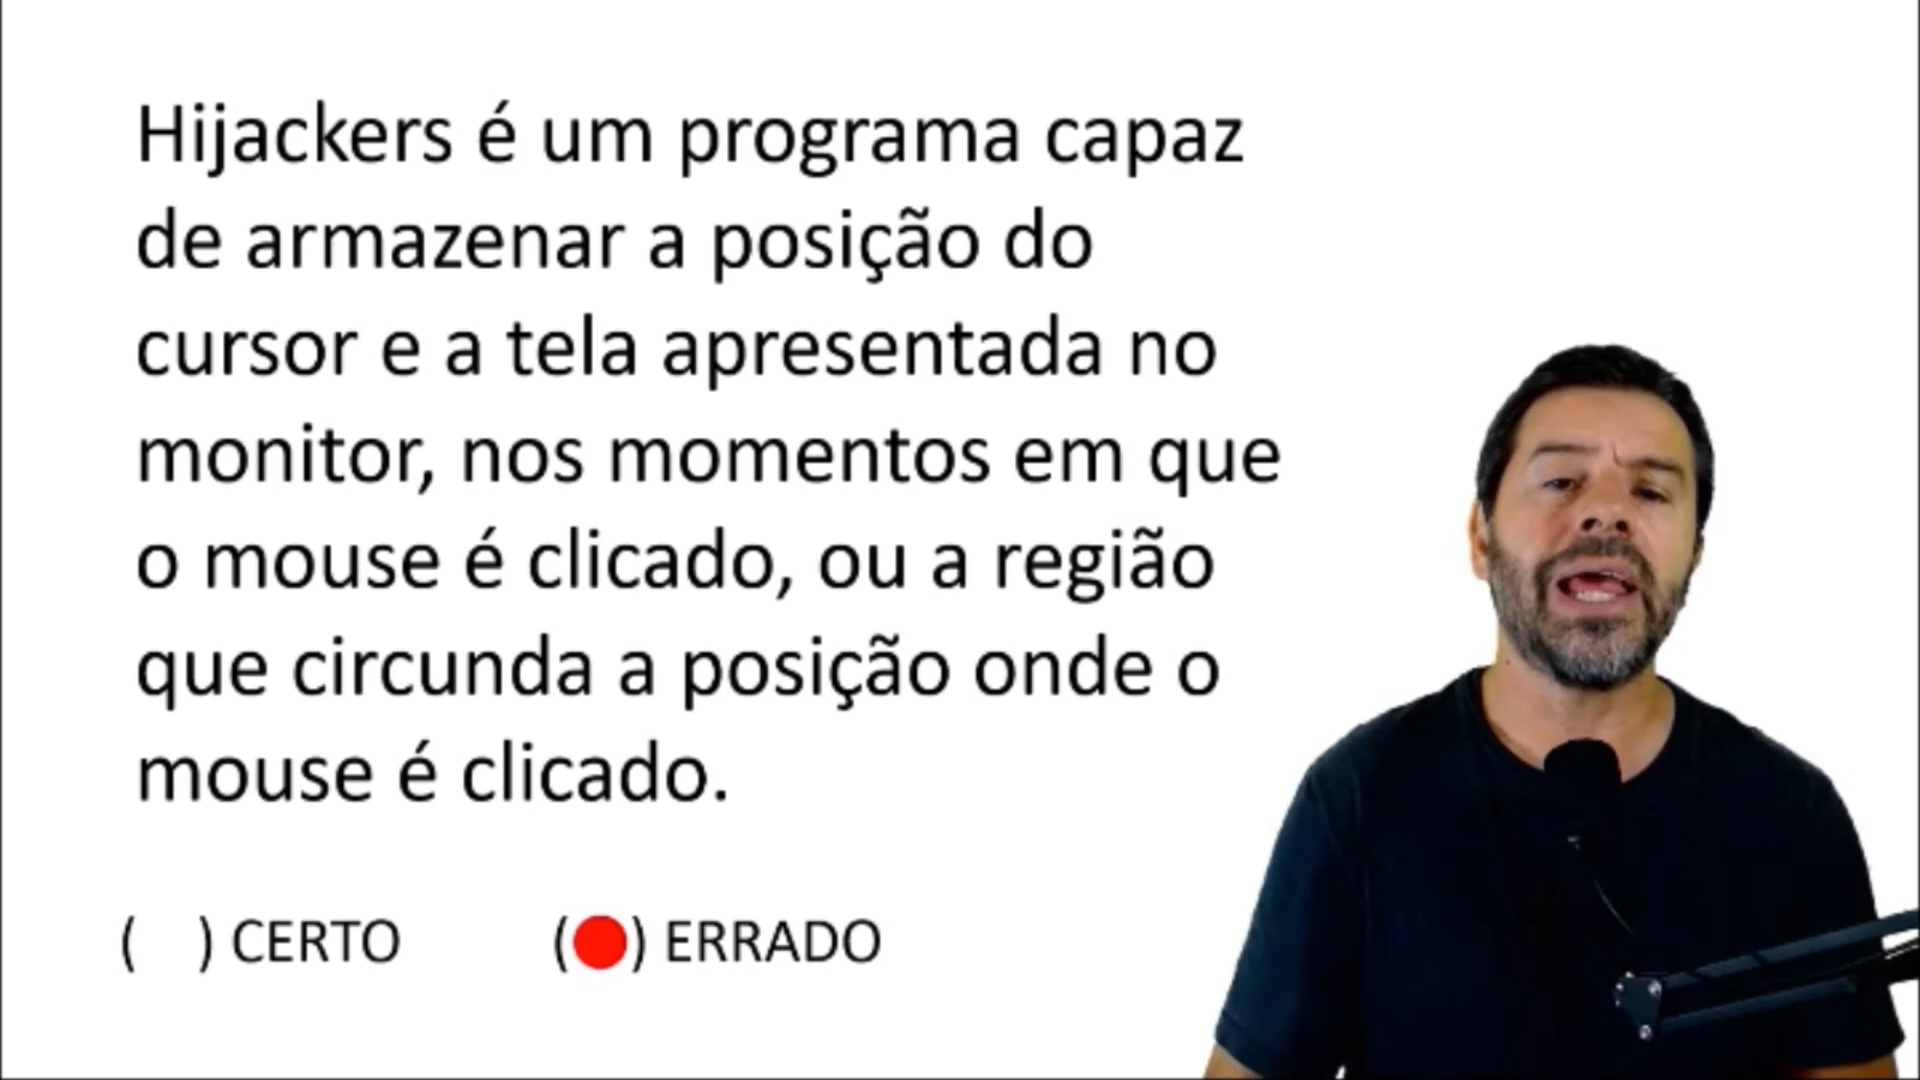 Hijackers é um programa capaz
de armazenar a posição do
cursor e a tela apresentada no
monitor, nos momentos em que
o mouse é clicado, ou a região
que circunda a posição onde o
mouse é clicado.
( ) CERTO ( ) ERRADO